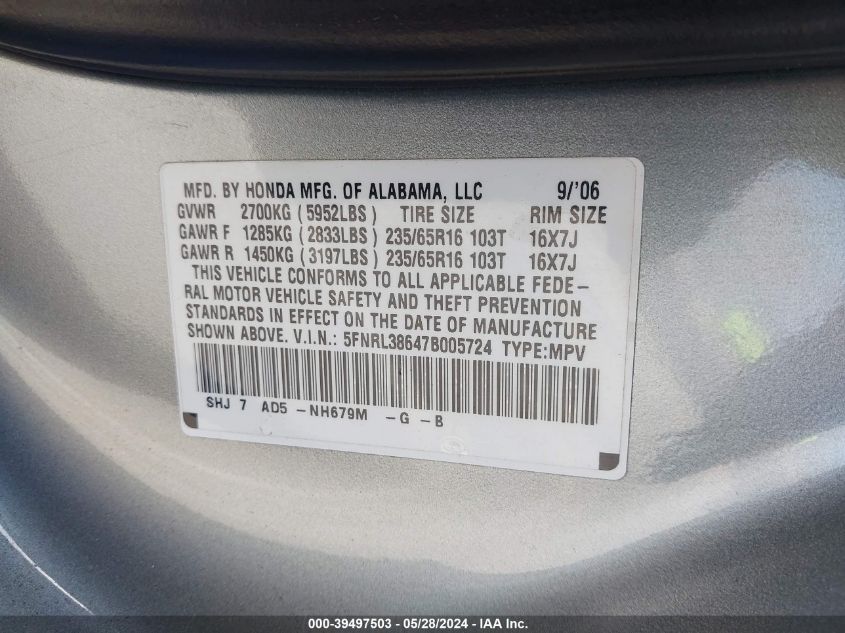 MFD. BY HONDA MFG. OF ALABAMA, LLC 9/'06
GVWR 2700KG (5952LBS) TIRE SIZE RIM SIZE
GAWR F 1285KG (2833LBS) 235/65R16 103T 16X7J
GAWR R 1450KG (3197LBS) 235/65R16 103T 16X7J
THIS VEHICLE CONFORMS TO ALL APPLICABLE FEDE-
RAL MOTOR VEHICLE SAFETY AND THEFT PREVENTION
STANDARDS IN EFFECT ON THE DATE OF MANUFACTURE
SHOWN ABOVE. V.I.N.: 5FNRL38647B005724 TYPE:MPV
SHJ 7 AD5 -NH679M -G -B
000-39497503 - 05/28/2024 - IAA Inc.